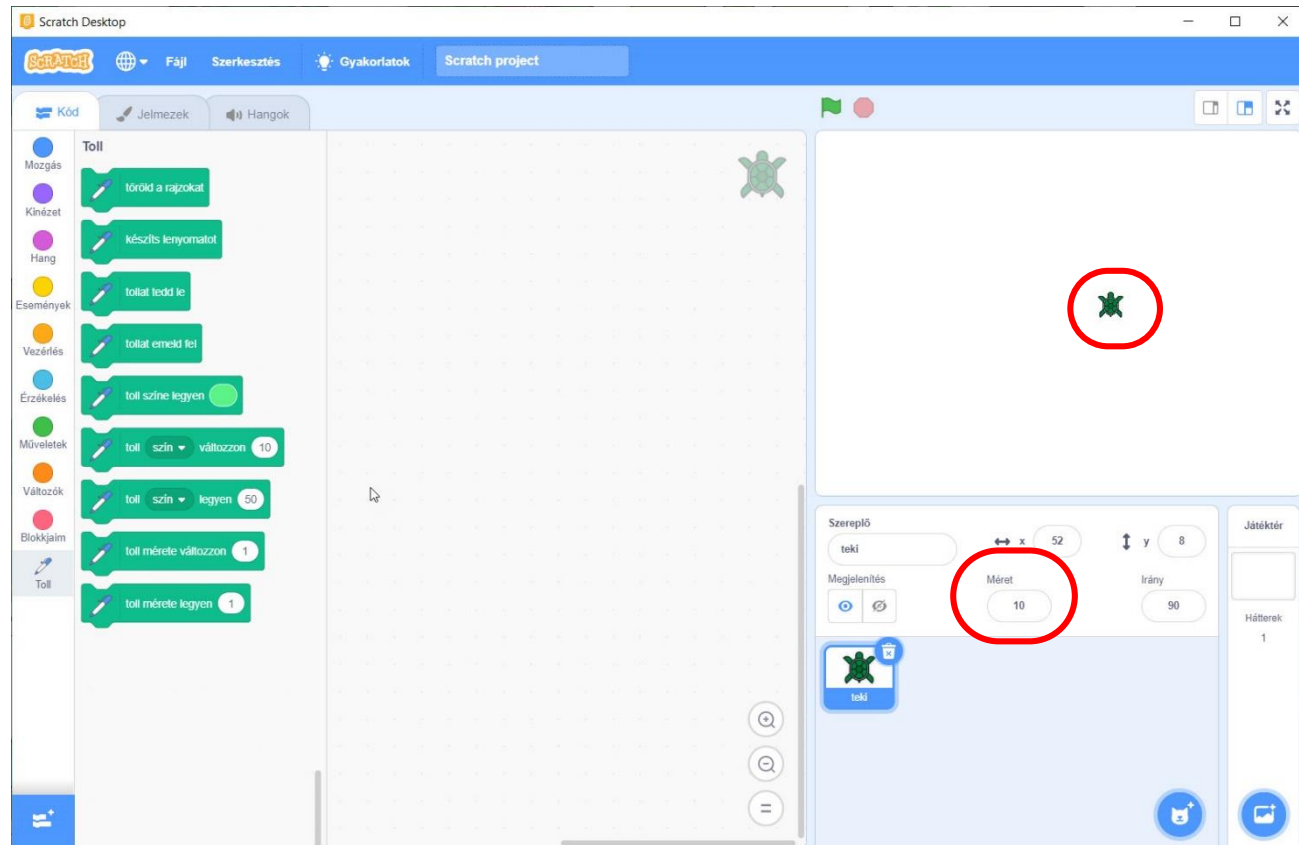 Scratch Desktop
SCRATCH Fájl Szerkesztés Gyakorlatok Scratch project
Kód Jelmezek Hangok
Mozgás
Kinézet
Hang
Események
Vezérlés
Érzékelés
Műveletek
Változók
Blokkjaim
Toll
Toll
töröld a rajzokat
készíts lenyomatot
tollat tedd le
tollat emeld fel
toll színe legyen
toll szín változzon 10
toll szín legyen 50
toll mérete változzon 1
toll mérete legyen 1
Szereplő
teki x 52 y 8
Megjelenítés Méret Irány
10 90
teki
Játéktér
Hátterek
1